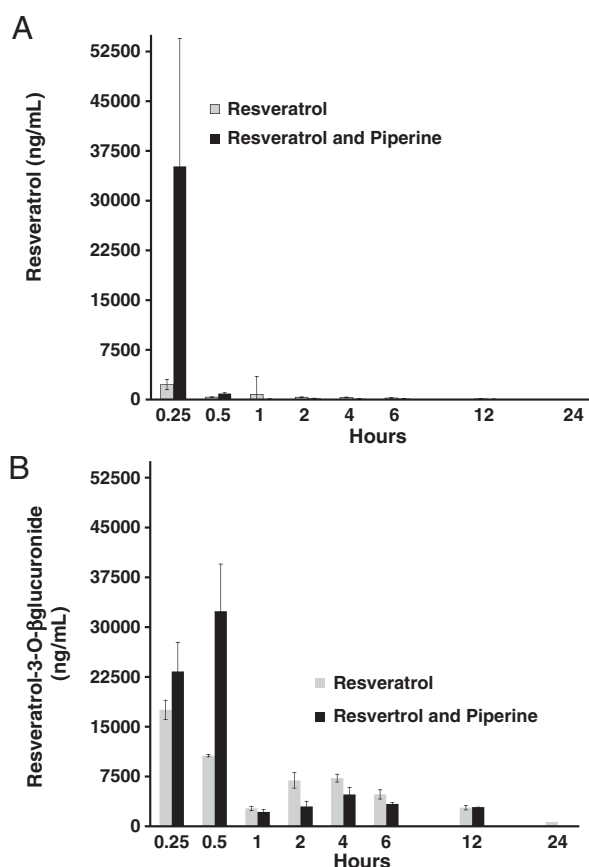 A
Resveratrol (ng/mL)
52500
45000
37500
30000
22500
15000
7500
0
Resveratrol
Resveratrol and Piperine
0.25 0.5 1 2 4 6 12 24
Hours
B
Resveratrol-3-O-βglucuronide
(ng/mL)
52500
45000
37500
30000
22500
15000
7500
0
Resveratrol
Resvertrol and Piperine
0.25 0.5 1 2 4 6 12 24
Hours